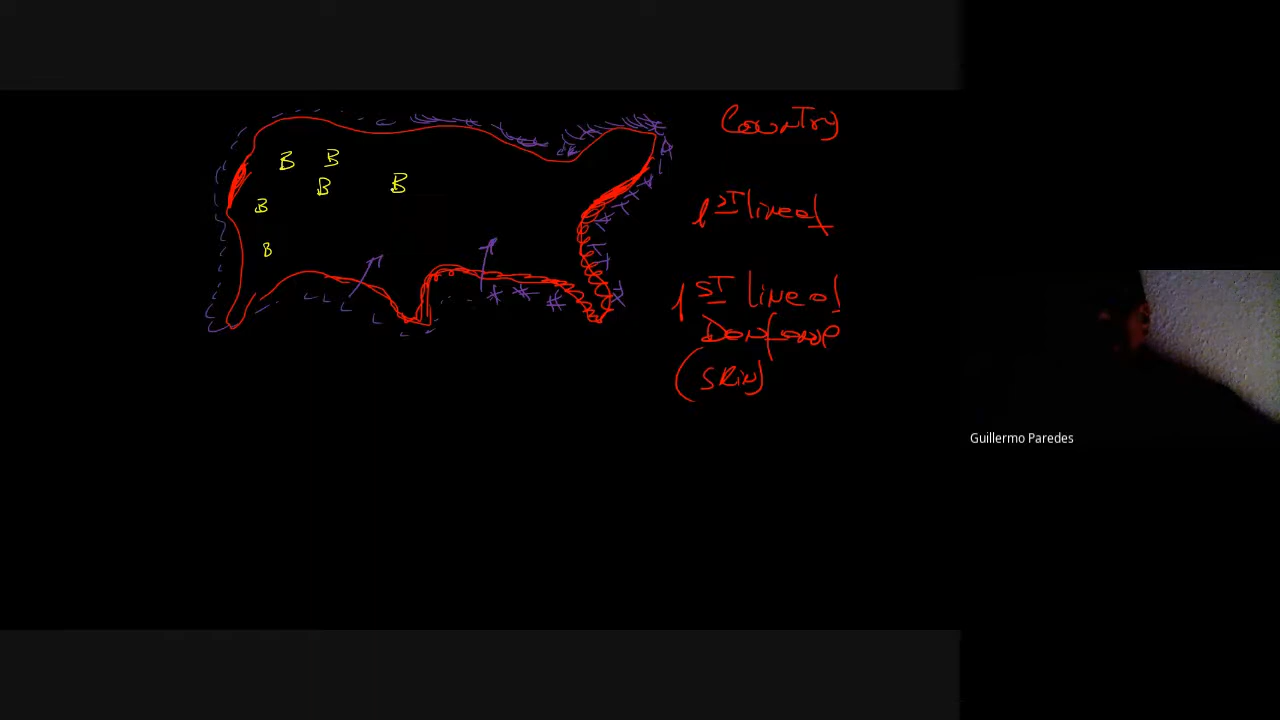 B B
B B
B
B
Country
1ST line of
1ST line of
Defense
(Skin)
Guillermo Paredes